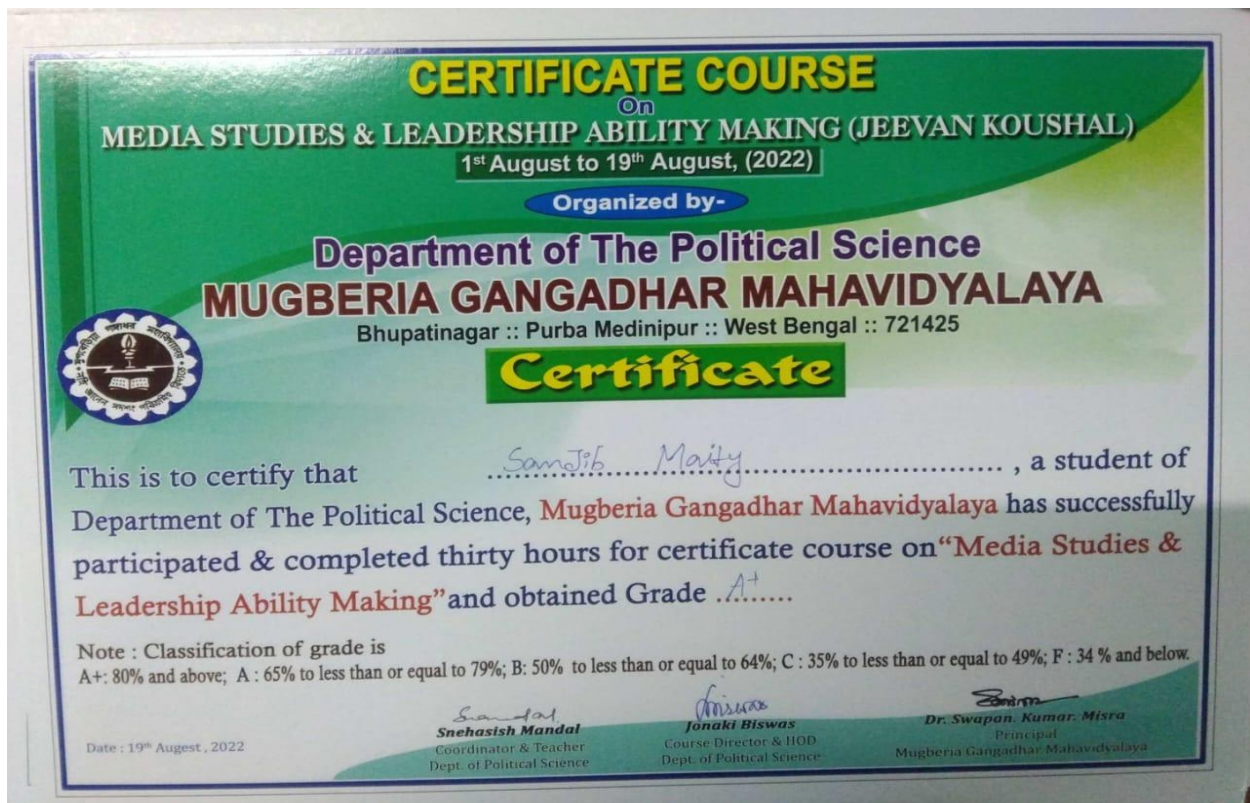 CERTIFICATE COURSE
On
MEDIA STUDIES & LEADERSHIP ABILITY MAKING (JEEVAN KOUSHAL)
1st August to 19th August, (2022)
Organized by-
Department of The Political Science
MUGBERIA GANGADHAR MAHAVIDYALAYA
Bhupatinagar :: Purba Medinipur :: West Bengal :: 721425
Certificate
This is to certify that ..Sanjib.....Maity.................................. , a student of
Department of The Political Science, Mugberia Gangadhar Mahavidyalaya has successfully
participated & completed thirty hours for certificate course on“Media Studies &
Leadership Ability Making”and obtained Grade ..A+......
Note : Classification of grade is
A+: 80% and above; A : 65% to less than or equal to 79%; B: 50% to less than or equal to 64%; C : 35% to less than or equal to 49%; F : 34 % and below.
Date : 19th Augest , 2022
Snehasish Mandal
Coordinator & Teacher
Dept. of Political Science
Jonaki Biswas
Course Director & HOD
Dept. of Political Science
Dr. Swapan. Kumar. Misra
Principal
Mugberia Gangadhar Mahavidyalaya